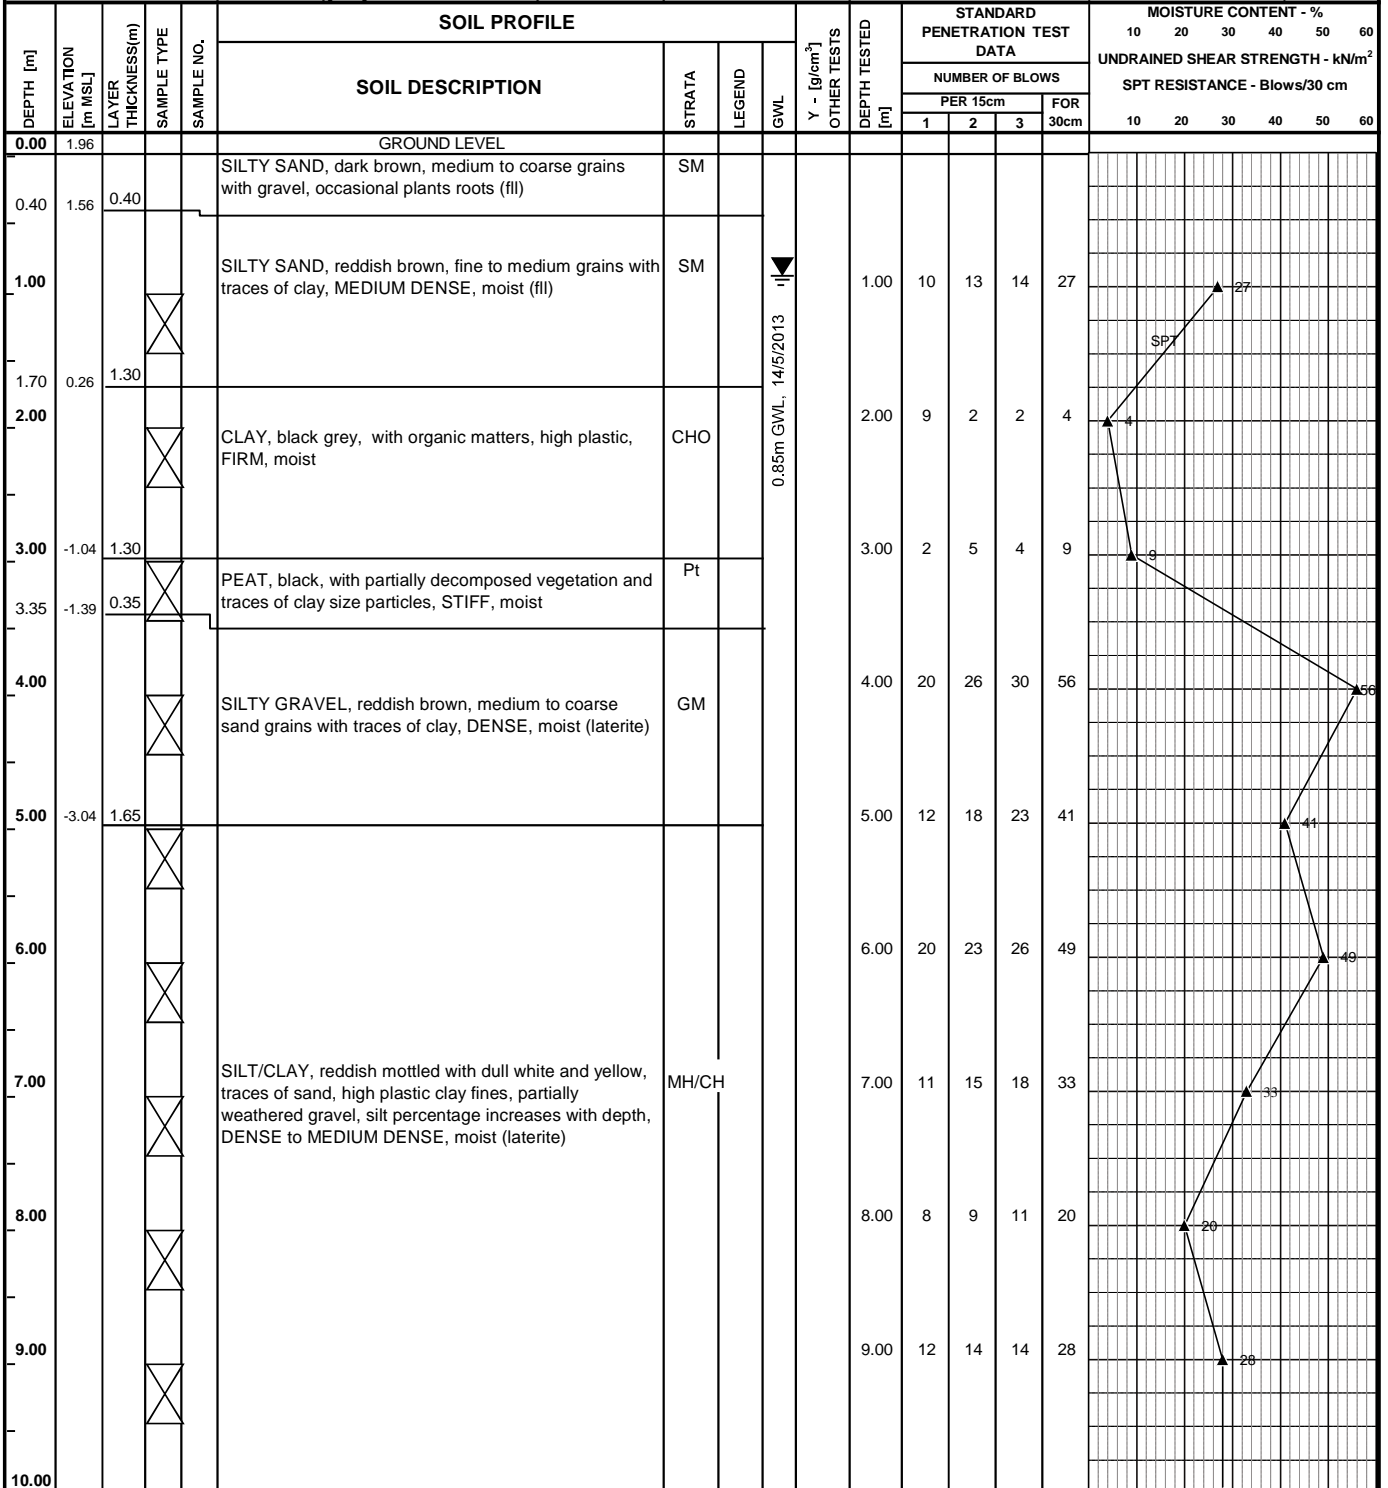 DEPTH [m]
ELEVATION [m MSL]
LAYER THICKNESS(m)
SAMPLE TYPE
SAMPLE NO.
SOIL PROFILE
SOIL DESCRIPTION
STRATA
LEGEND
GWL
Y - [g/cm³]
OTHER TESTS
DEPTH TESTED [m]
STANDARD
PENETRATION TEST
DATA
NUMBER OF BLOWS
PER 15cm
FOR
1 2 3 30cm
MOISTURE CONTENT - %
10 20 30 40 50 60
UNDRAINED SHEAR STRENGTH - kN/m²
SPT RESISTANCE - Blows/30 cm
10 20 30 40 50 60
0.00 1.96 GROUND LEVEL
SILTY SAND, dark brown, medium to coarse grains SM
with gravel, occasional plants roots (fll)
0.40 1.56 0.40
SILTY SAND, reddish brown, fine to medium grains with SM
traces of clay, MEDIUM DENSE, moist (fll)
1.00 1.00 10 13 14 27 27
SPT
0.85m GWL, 14/5/2013
1.70 0.26 1.30
2.00 2.00 9 2 2 4 4
CLAY, black grey, with organic matters, high plastic, CHO
FIRM, moist
3.00 -1.04 1.30 3.00 2 5 4 9 9
PEAT, black, with partially decomposed vegetation and Pt
traces of clay size particles, STIFF, moist
3.35 -1.39 0.35
4.00 4.00 20 26 30 56 56
SILTY GRAVEL, reddish brown, medium to coarse GM
sand grains with traces of clay, DENSE, moist (laterite)
5.00 -3.04 1.65 5.00 12 18 23 41 41
6.00 6.00 20 23 26 49 49
SILT/CLAY, reddish mottled with dull white and yellow,
7.00 traces of sand, high plastic clay fines, partially MH/CH 7.00 11 15 18 33 33
weathered gravel, silt percentage increases with depth,
DENSE to MEDIUM DENSE, moist (laterite)
8.00 8.00 8 9 11 20 20
9.00 9.00 12 14 14 28 28
10.00